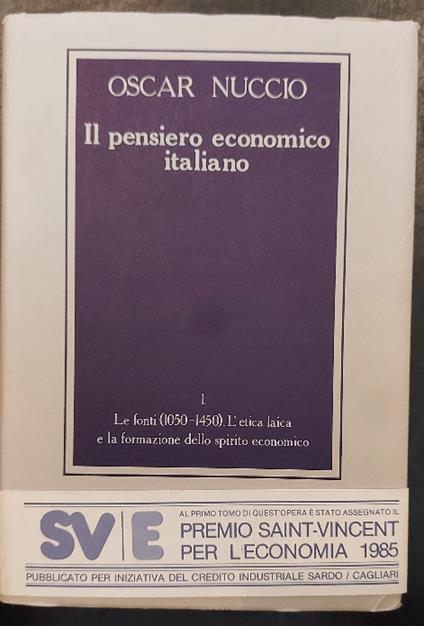 OSCAR NUCCIO
Il pensiero economico
italiano
1
Le fonti (1050-1450). L'etica laica
e la formazione dello spirito economico
SV|E
AL PRIMO TOMO DI QUEST'OPERA È STATO ASSEGNATO IL
PREMIO SAINT-VINCENT
PER L'ECONOMIA 1985
PUBBLICATO PER INIZIATIVA DEL CREDITO INDUSTRIALE SARDO / CAGLIARI